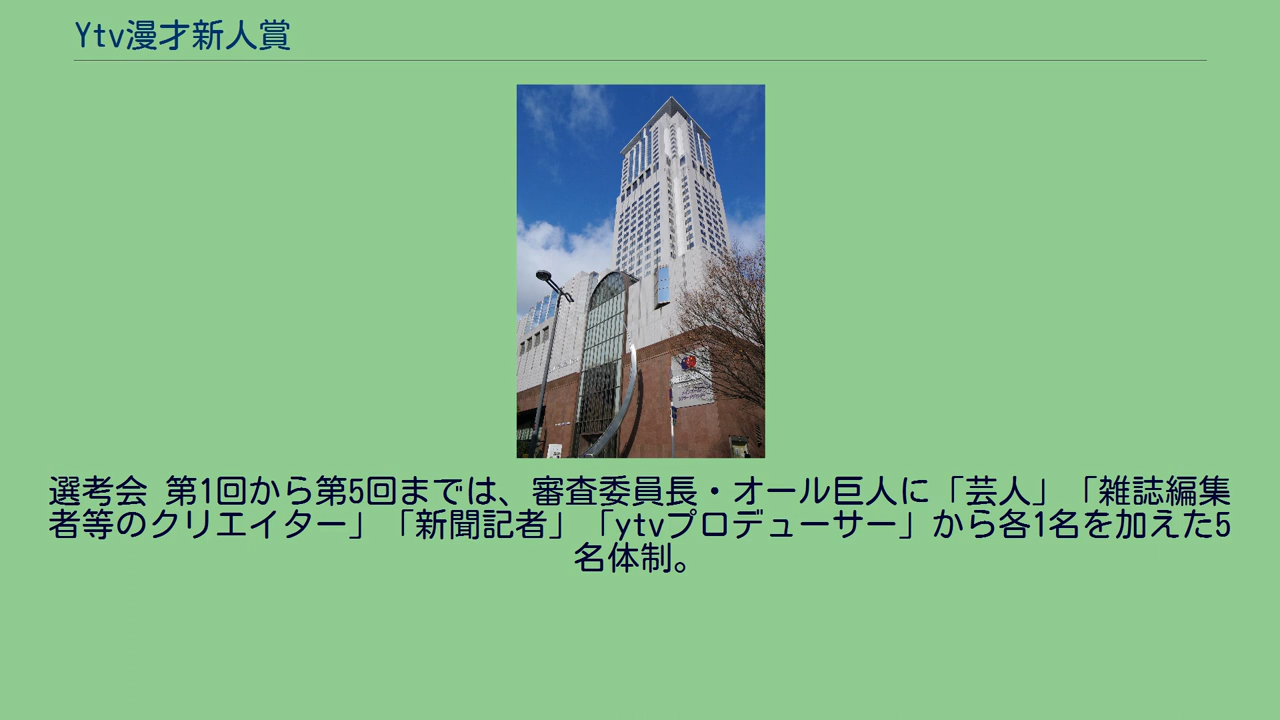 Ytv漫才新人賞
選考会 第1回から第5回までは、審査委員長・オール巨人に「芸人」「雑誌編集
者等のクリエイター」「新聞記者」「ytvプロデューサー」から各1名を加えた5
名体制。